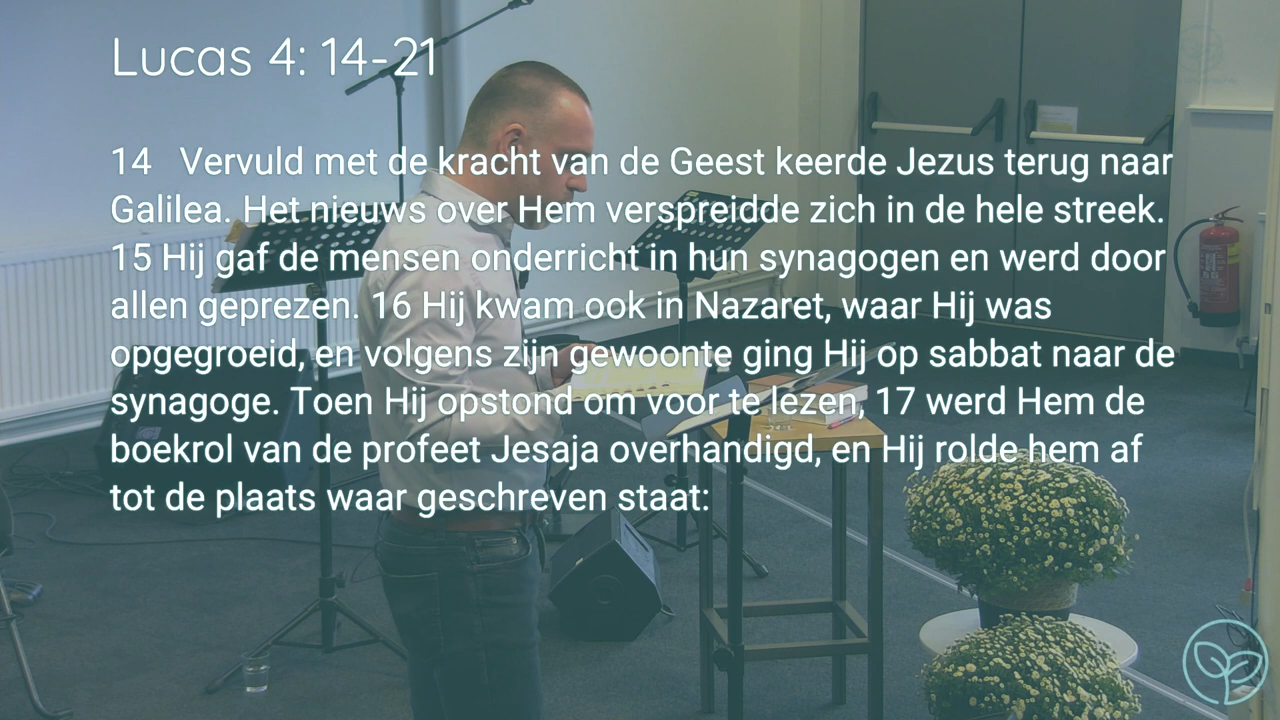 Lucas 4: 14-21
14 Vervuld met de kracht van de Geest keerde Jezus terug naar
Galilea. Het nieuws over Hem verspreidde zich in de hele streek.
15 Hij gaf de mensen onderricht in hun synagogen en werd door
allen geprezen. 16 Hij kwam ook in Nazaret, waar Hij was
opgegroeid, en volgens zijn gewoonte ging Hij op sabbat naar de
synagoge. Toen Hij opstond om voor te lezen, 17 werd Hem de
boekrol van de profeet Jesaja overhandigd, en Hij rolde hem af
tot de plaats waar geschreven staat: